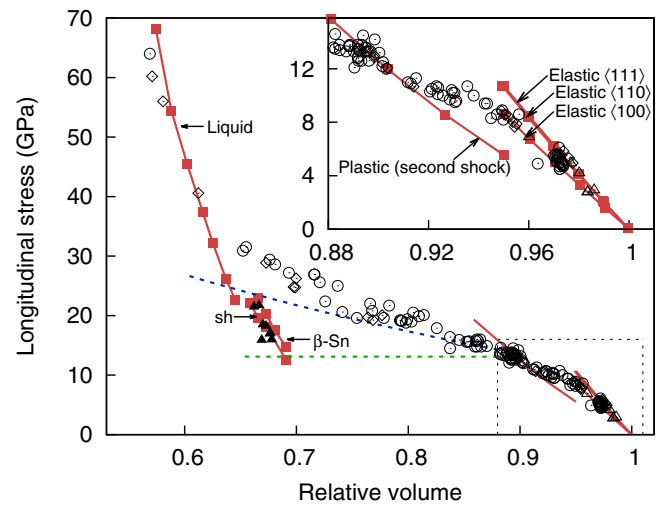 70
60
50
40
30
20
10
0
Longitudinal stress (GPa)
0.6
0.7
0.8
0.9
1
Relative volume
Liquid
sh
β-Sn
12
8
4
0
0.88
0.92
0.96
1
Elastic ⟨111⟩
Elastic ⟨110⟩
Elastic ⟨100⟩
Plastic (second shock)